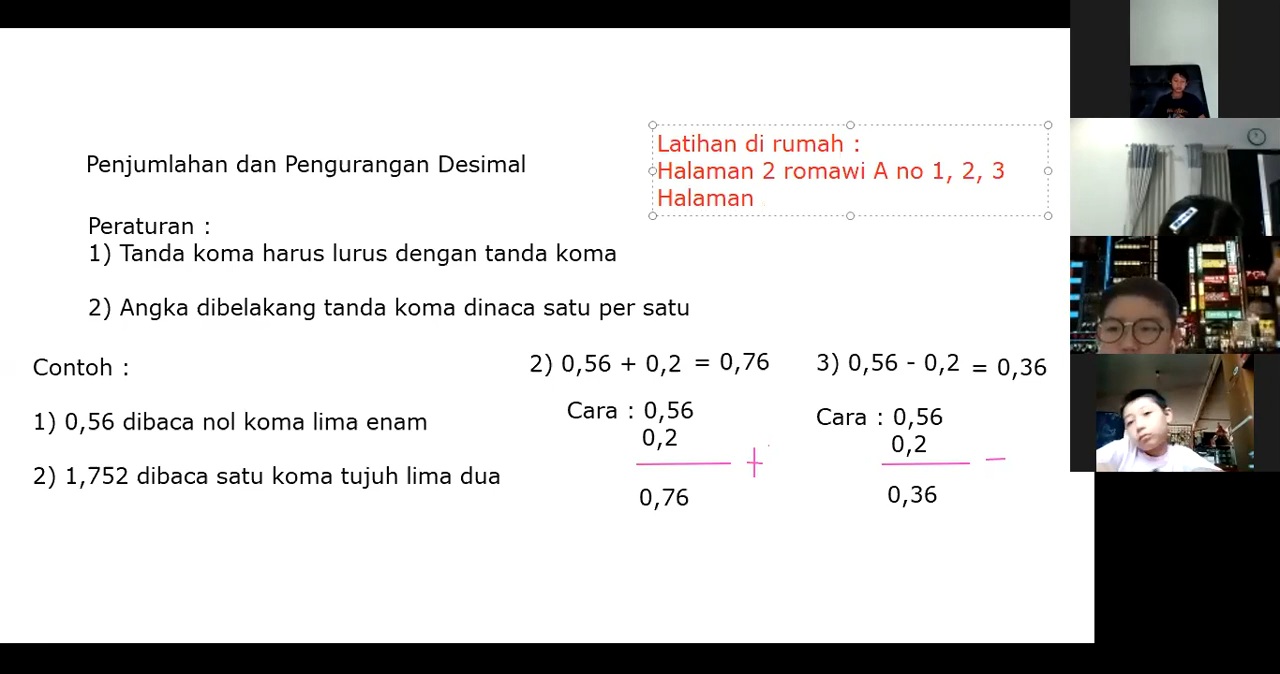 Penjumlahan dan Pengurangan Desimal
Latihan di rumah :
Halaman 2 romawi A no 1, 2, 3
Halaman
Peraturan :
1) Tanda koma harus lurus dengan tanda koma
2) Angka dibelakang tanda koma dinaca satu per satu
Contoh :
1) 0,56 dibaca nol koma lima enam
2) 1,752 dibaca satu koma tujuh lima dua
2) 0,56 + 0,2 = 0,76
Cara : 0,56
0,2
+
0,76
3) 0,56 - 0,2 = 0,36
Cara : 0,56
0,2
-
0,36